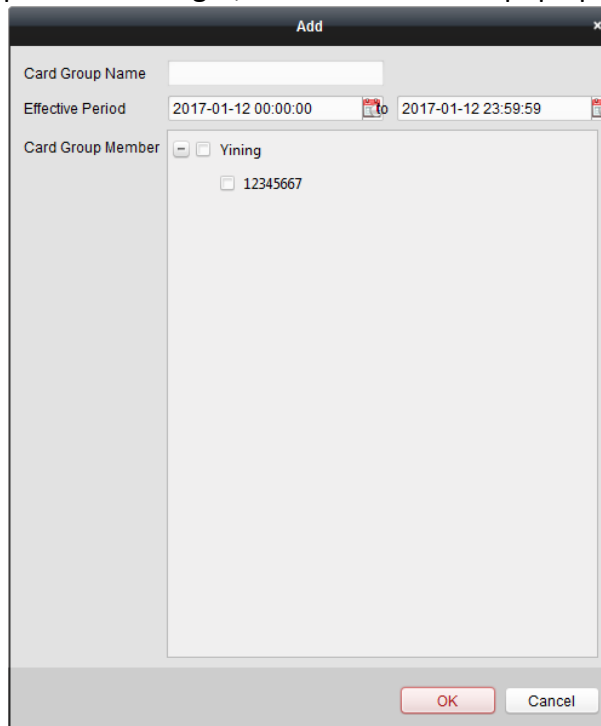 Add ×
Card Group Name
Effective Period 2017-01-12 00:00:00 to 2017-01-12 23:59:59
Card Group Member Yining
12345667
OK Cancel